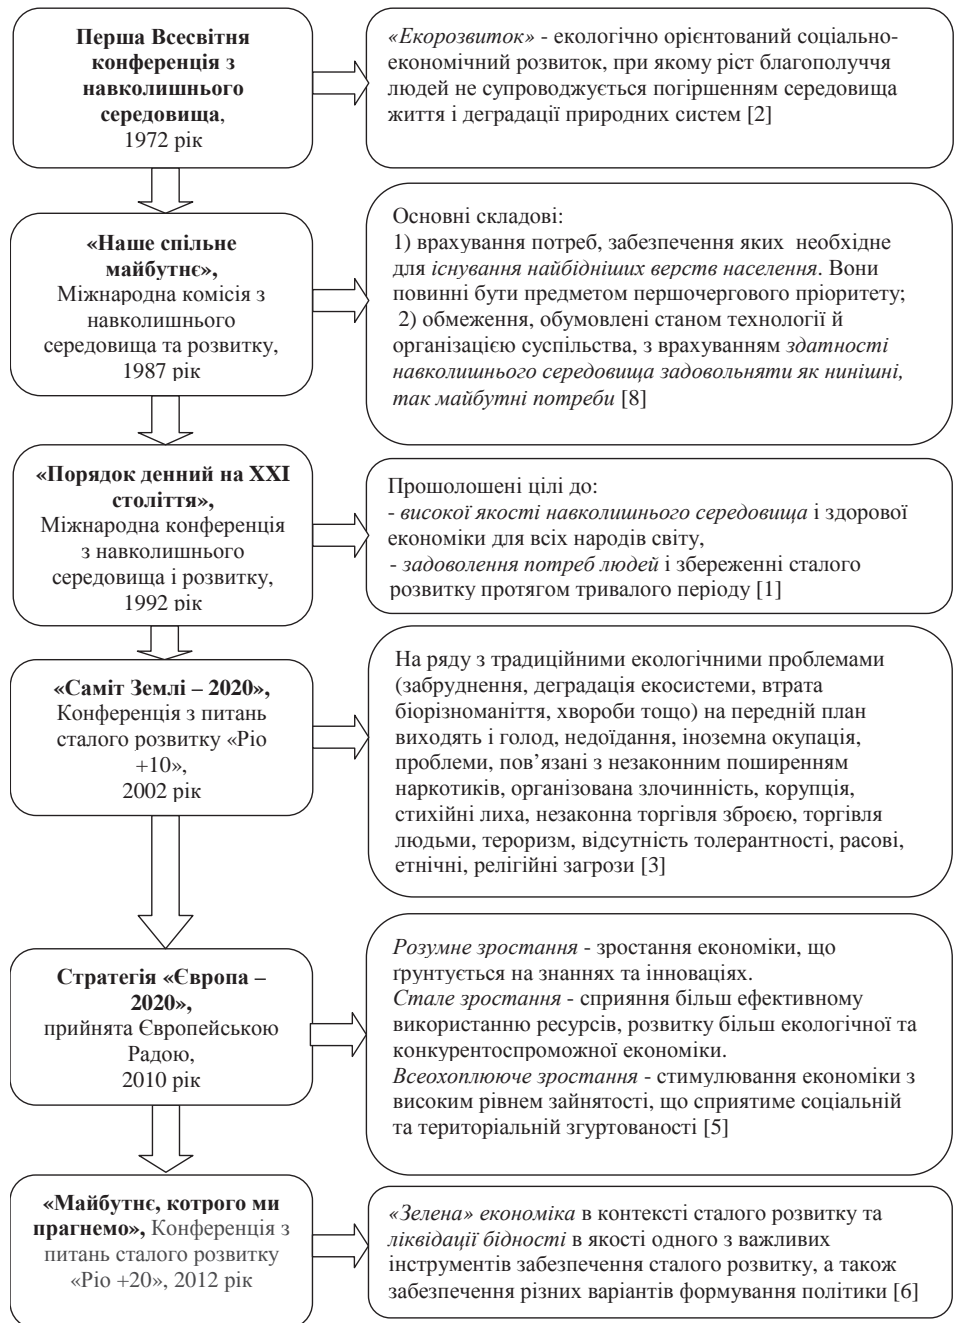 Перша Всесвітня
конференція з
навколишнього
середовища,
1972 рік
«Екорозвиток» - екологічно орієнтований соціально-
економічний розвиток, при якому ріст благополуччя
людей не супроводжується погіршенням середовища
життя і деградації природних систем [2]
«Наше спільне
майбутнє»,
Міжнародна комісія з
навколишнього
середовища та розвитку,
1987 рік
Основні складові:
1) врахування потреб, забезпечення яких необхідне
для існування найбідніших верств населення. Вони
повинні бути предметом першочергового пріоритету;
2) обмеження, обумовлені станом технології й
організацією суспільства, з врахуванням здатності
навколишнього середовища задовольняти як нинішні,
так майбутні потреби [8]
«Порядок денний на XXI
століття»,
Міжнародна конференція
з навколишнього
середовища і розвитку,
1992 рік
Прошолошені цілі до:
- високої якості навколишнього середовища і здорової
економіки для всіх народів світу,
- задоволення потреб людей і збереженні сталого
розвитку протягом тривалого періоду [1]
«Саміт Землі – 2020»,
Конференція з питань
сталого розвитку «Ріо
+10»,
2002 рік
На ряду з традиційними екологічними проблемами
(забруднення, деградація екосистеми, втрата
біорізноманіття, хвороби тощо) на передній план
виходять і голод, недоїдання, іноземна окупація,
проблеми, пов’язані з незаконним поширенням
наркотиків, організована злочинність, корупція,
стихійні лиха, незаконна торгівля зброєю, торгівля
людьми, тероризм, відсутність толерантності, расові,
етнічні, релігійні загрози [3]
Стратегія «Європа –
2020»,
прийнята Європейською
Радою,
2010 рік
Розумне зростання - зростання економіки, що
ґрунтується на знаннях та інноваціях.
Стале зростання - сприяння більш ефективному
використанню ресурсів, розвитку більш екологічної та
конкурентоспроможної економіки.
Всеохоплююче зростання - стимулювання економіки з
високим рівнем зайнятості, що сприятиме соціальній
та територіальній згуртованості [5]
«Майбутнє, котрого ми
прагнемо», Конференція з
питань сталого розвитку
«Ріо +20», 2012 рік
«Зелена» економіка в контексті сталого розвитку та
ліквідації бідності в якості одного з важливих
інструментів забезпечення сталого розвитку, а також
забезпечення різних варіантів формування політики [6]